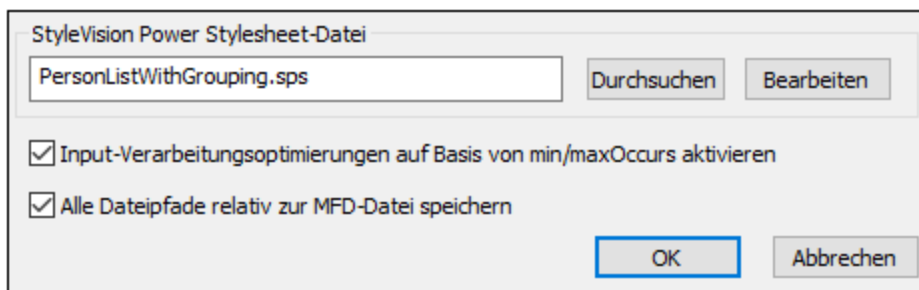 StyleVision Power Stylesheet-Datei
PersonListWithGrouping.sps Durchsuchen Bearbeiten
Input-Verarbeitungsoptimierungen auf Basis von min/maxOccurs aktivieren
Alle Dateipfade relativ zur MFD-Datei speichern
OK Abbrechen